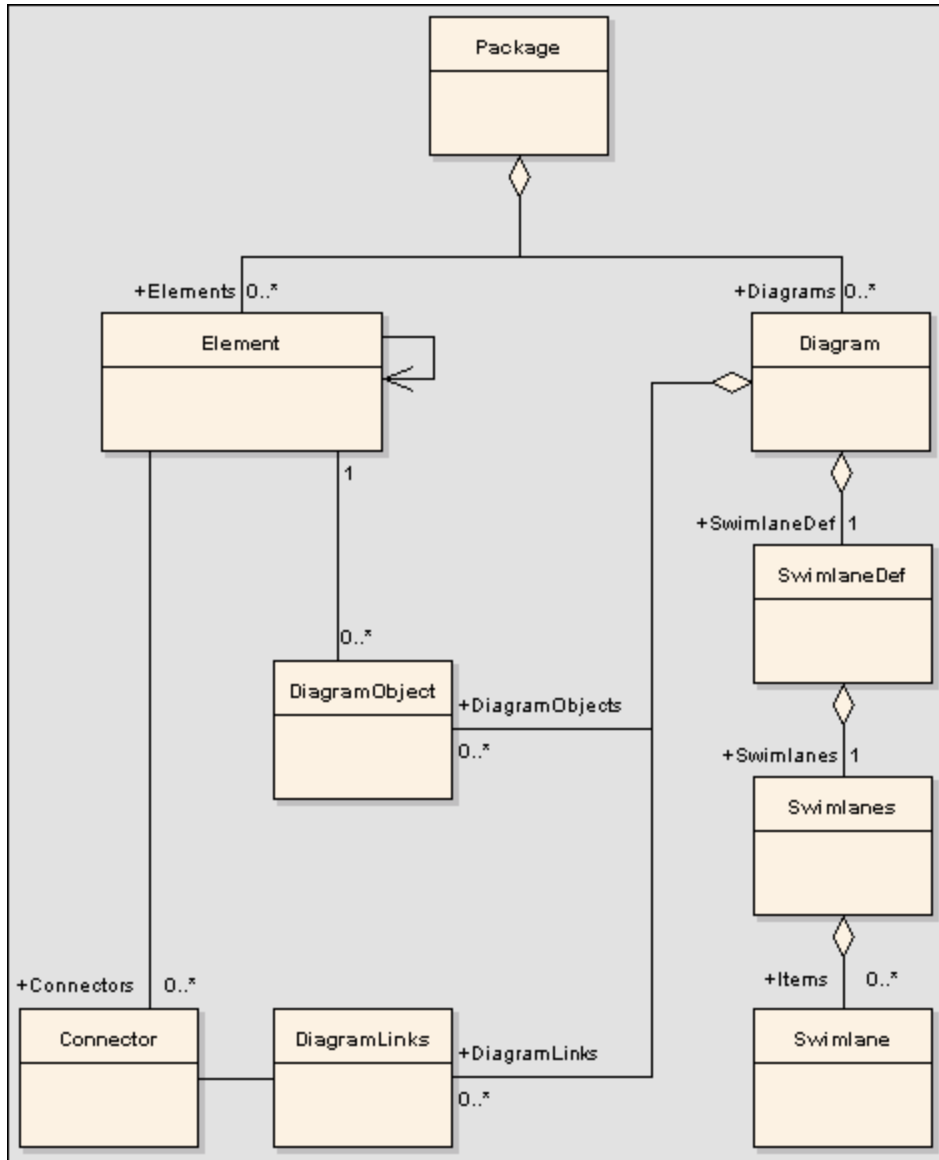 Package
+Elements 0..*
+Diagrams 0..*
Element
Diagram
1
+SwimlaneDef 1
SwimlaneDef
0..*
DiagramObject
+DiagramObjects
0..*
+Swimlanes 1
Swimlanes
+Connectors 0..*
+Items 0..*
Connector
DiagramLinks
+DiagramLinks
0..*
Swimlane